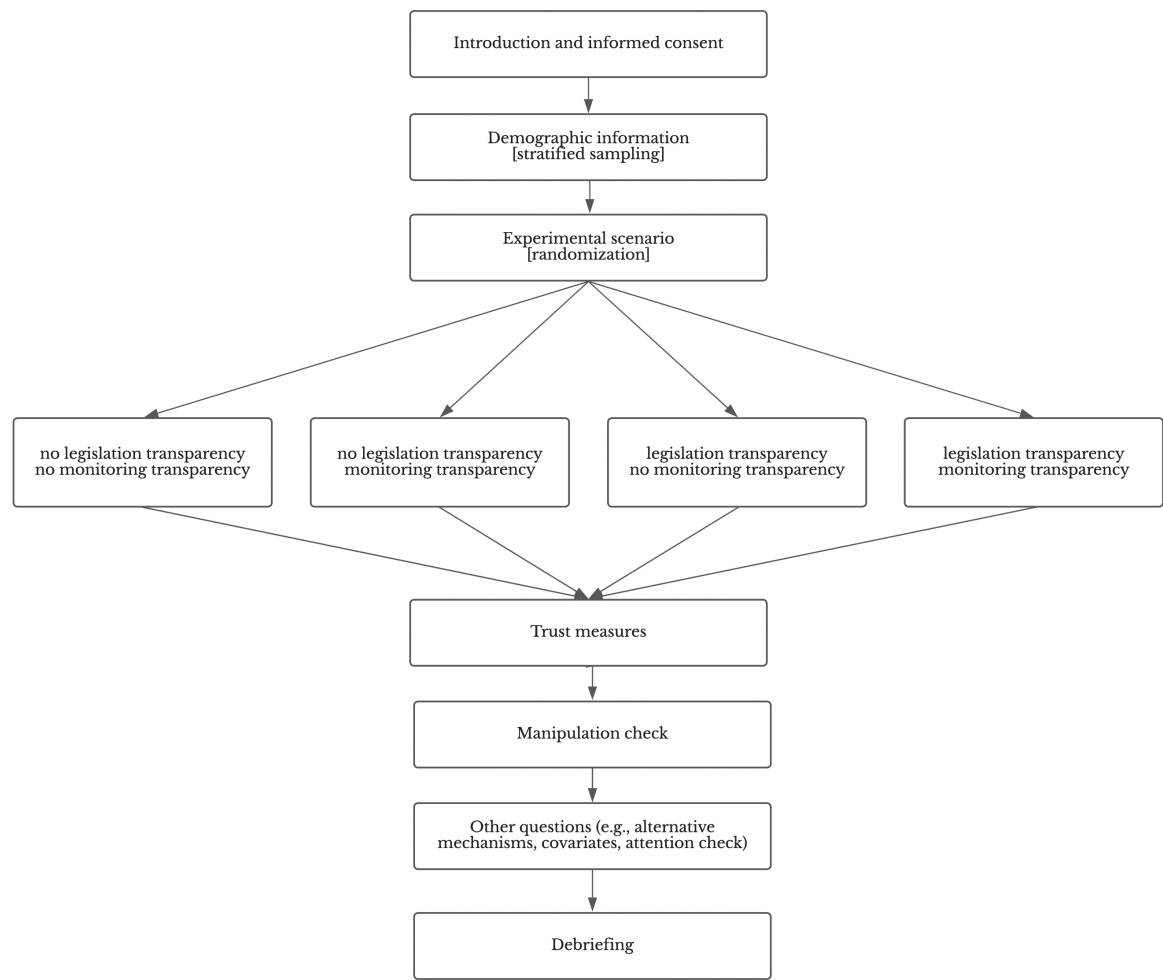 Introduction and informed consent
Demographic information
[stratified sampling]
Experimental scenario
[randomization]
no legislation transparency
no monitoring transparency
no legislation transparency
monitoring transparency
legislation transparency
no monitoring transparency
legislation transparency
monitoring transparency
Trust measures
Manipulation check
Other questions (e.g., alternative
mechanisms, covariates, attention check)
Debriefing